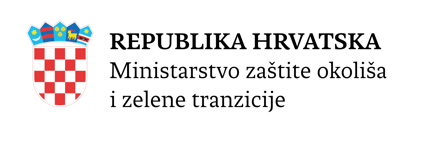 REPUBLIKA HRVATSKA
Ministarstvo zaštite okoliša
i zelene tranzicije